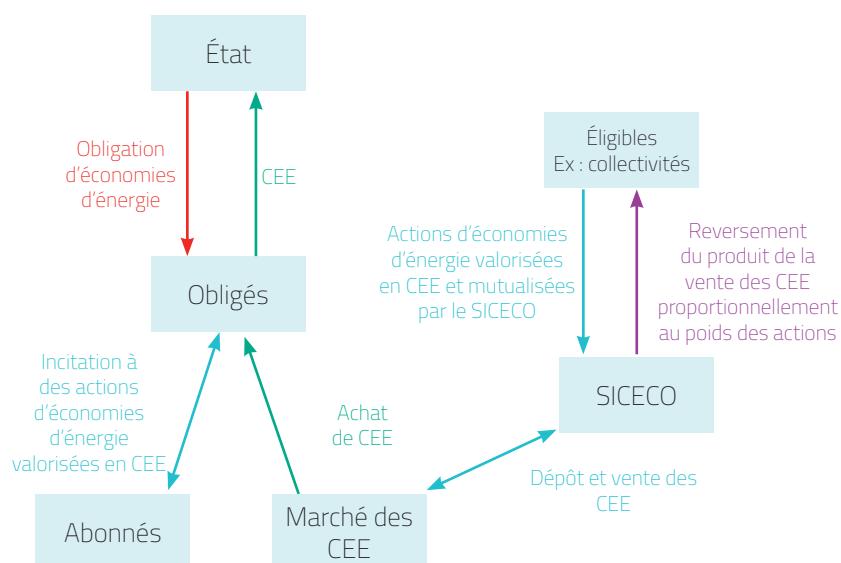 État
Obligation
d’économies
d’énergie
CEE
Éligibles
Ex : collectivités
Actions d’économies
d’énergie valorisées
en CEE et mutualisées
par le SICECO
Reversement
du produit de la
vente des CEE
proportionnellement
au poids des actions
Obligés
Incitation à
des actions
d’économies
d’énergie
valorisées en CEE
Achat
de CEE
SICECO
Dépôt et vente des
CEE
Abonnés
Marché des
CEE